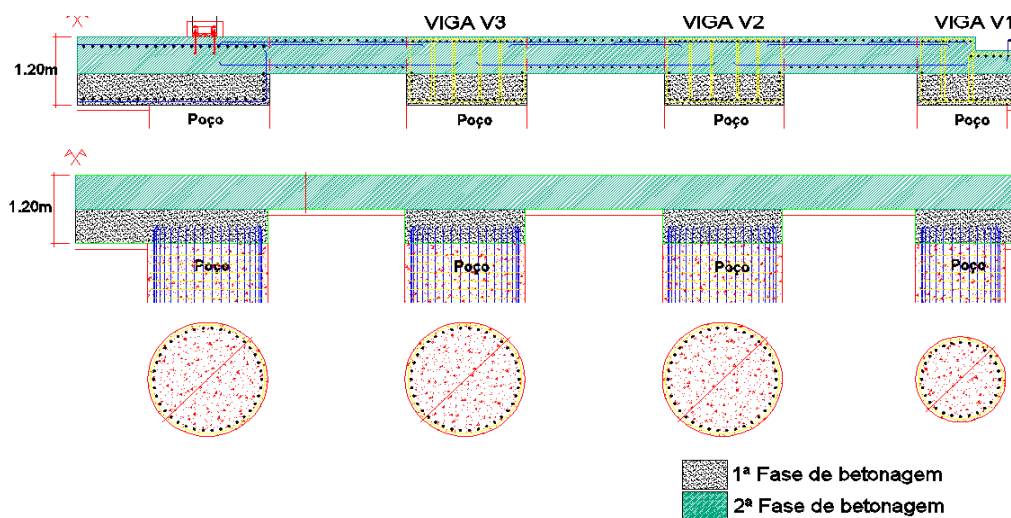 VIGA V3 VIGA V2 VIGA V1
1.20m
Poço Poço Poço Poço
1.20m
Poço Poço Poço Poço
1ª Fase de betonagem
2ª Fase de betonagem